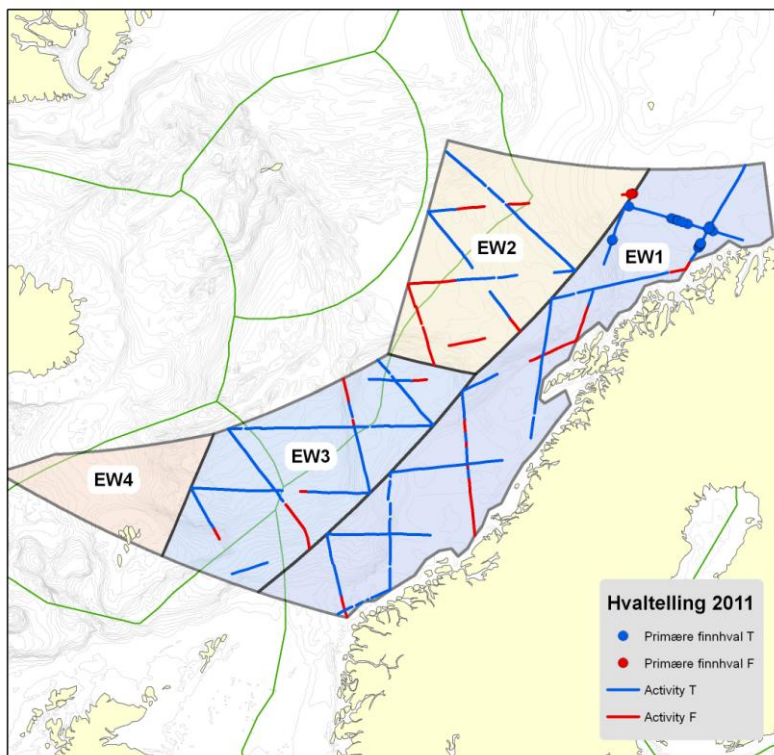 EW2
EW1
EW3
EW4
Hvaltelling 2011
Primære finnhval T
Primære finnhval F
Activity T
Activity F